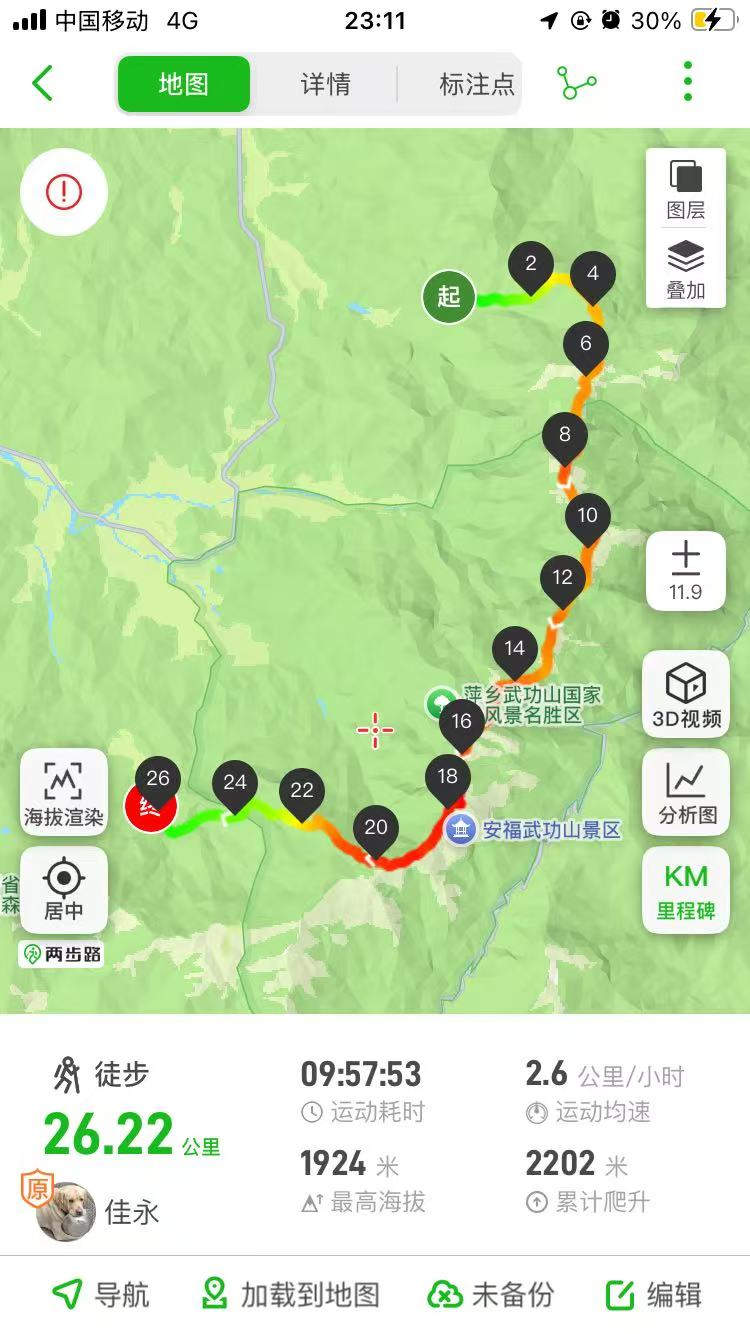 中国移动 4G 23:11 30%
地图 详情 标注点
图层
叠加
起
2
4
6
8
10
12
11.9
14
萍乡武功山国家
风景名胜区
16
3D视频
18
26
24
22
终
海拔渲染
20
安福武功山景区
分析图
省
森
居中
KM
里程碑
两步路
徒步
09:57:53
2.6 公里/小时
运动耗时
运动均速
26.22 公里
1924 米
2202 米
最高海拔
累计爬升
原
佳永
导航 加载到地图 未备份 编辑